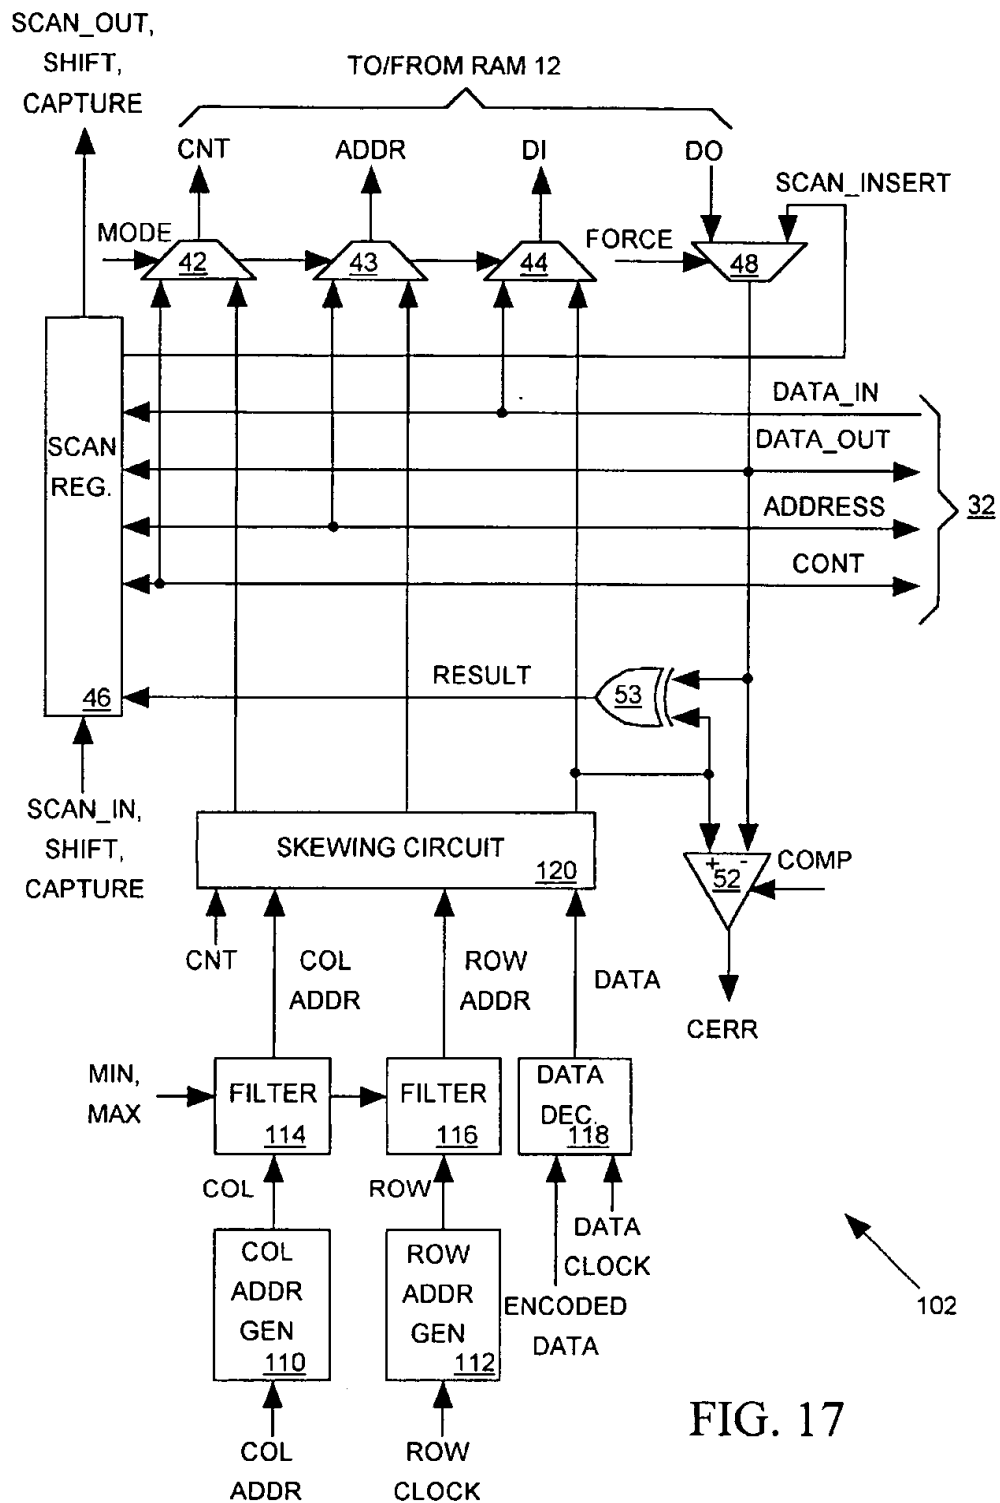 SCAN_OUT,
SHIFT,
CAPTURE
TO/FROM RAM 12
CNT
ADDR
DI
DO
SCAN_INSERT
MODE
FORCE
42
43
44
48
DATA_IN
DATA_OUT
ADDRESS
CONT
32
SCAN
REG.
46
RESULT
53
SCAN_IN,
SHIFT,
CAPTURE
SKEWING CIRCUIT
120
+ -
52
COMP
CERR
CNT
COL
ADDR
ROW
ADDR
DATA
MIN,
MAX
FILTER
114
FILTER
116
DATA
DEC.
118
COL
ROW
DATA
CLOCK
ENCODED
DATA
COL
ADDR
GEN
110
ROW
ADDR
GEN
112
COL
ADDR
ROW
CLOCK
102
FIG. 17